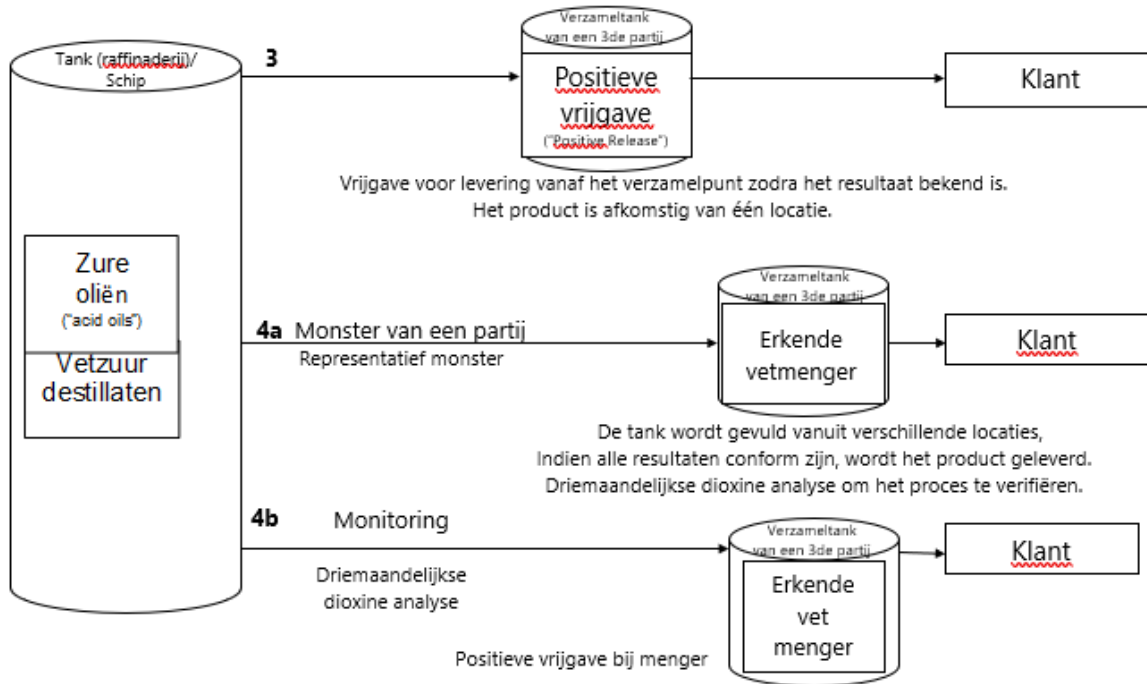 Tank (raffinaderij)/
Schip
Zure
oliën
("acid oils")
Vetzuur
destillaten
3
Verzameltank
van een 3de partij
Positieve
vrijgave
("Positive Release")
Klant
Vrijgave voor levering vanaf het verzamelpunt zodra het resultaat bekend is.
Het product is afkomstig van één locatie.
4a Monster van een partij
Representatief monster
Verzameltank
van een 3de partij
Erkende
vetmenger
Klant
De tank wordt gevuld vanuit verschillende locaties,
Indien alle resultaten conform zijn, wordt het product geleverd.
Driemaandelijkse dioxine analyse om het proces te verifiëren.
4b Monitoring
Driemaandelijkse
dioxine analyse
Verzameltank
van een 3de partij
Erkende
vet
menger
Klant
Positieve vrijgave bij menger